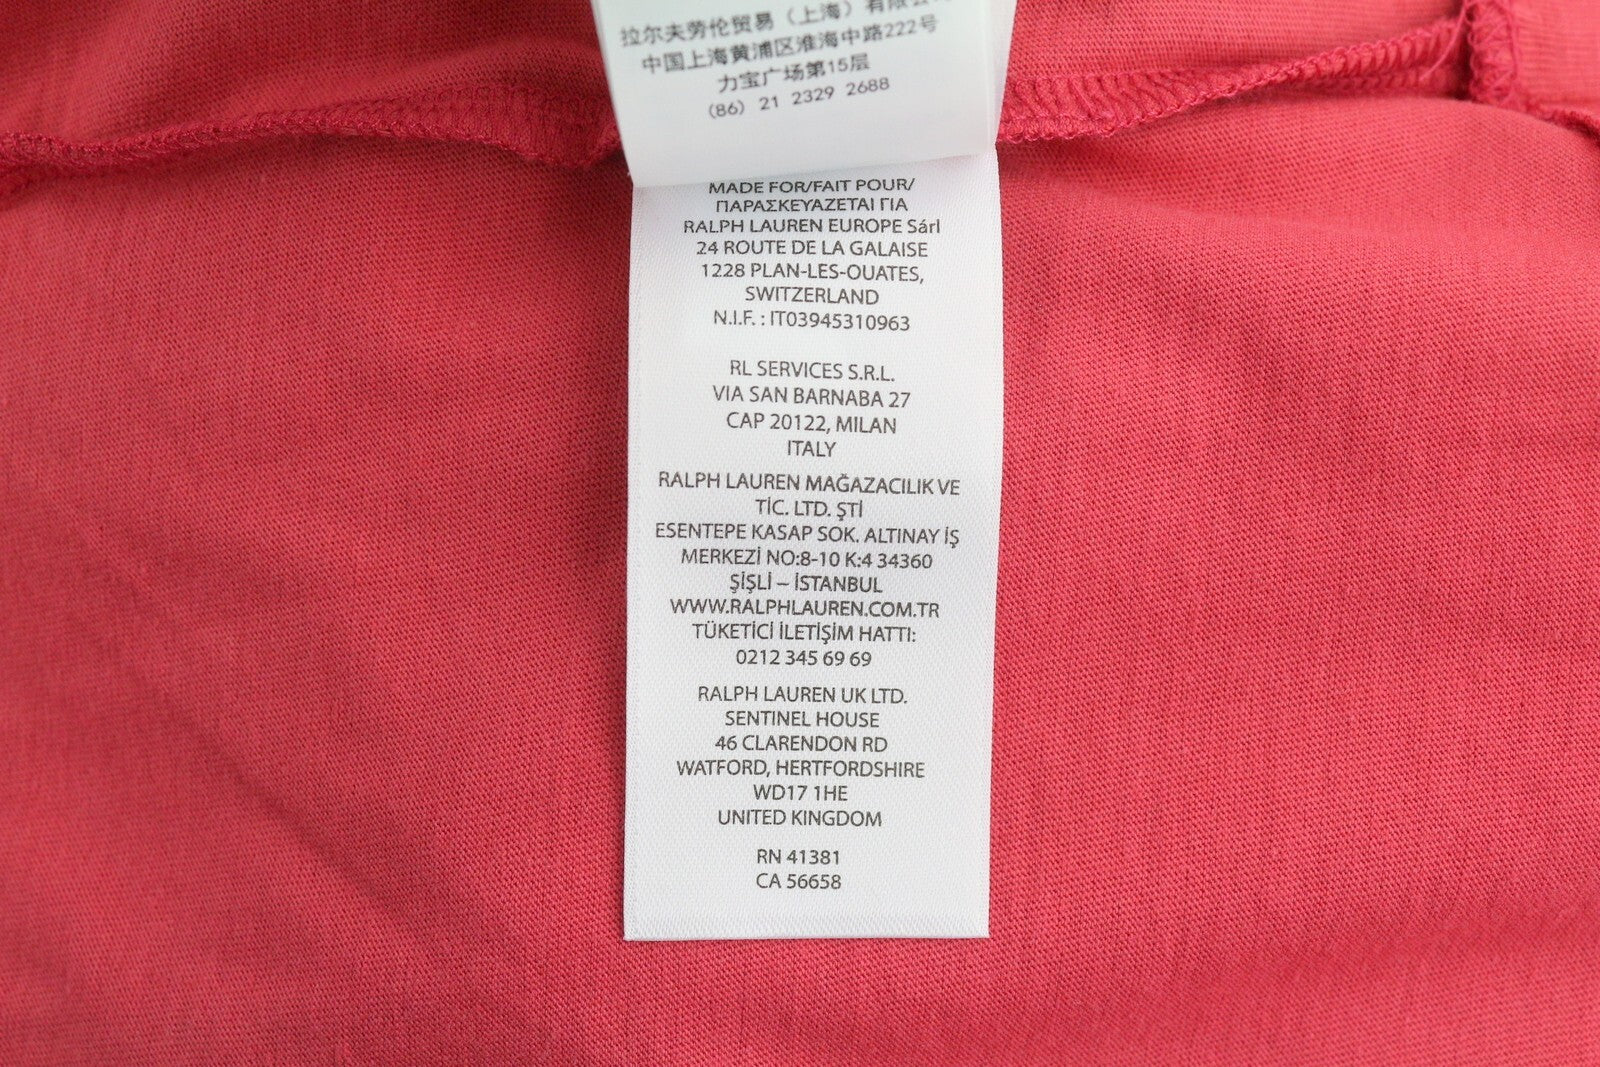 拉尔夫劳伦贸易（上海）有限公司
中国上海黄浦区淮海中路222号
力宝广场第15层
(86) 21 2329 2688
MADE FOR/FAIT POUR/
ΠΑΡΑΣΚΕΥΑΖΕΤΑΙ ΓΙΑ
RALPH LAUREN EUROPE Sárl
24 ROUTE DE LA GALAISE
1228 PLAN-LES-OUATES,
SWITZERLAND
N.I.F. : IT03945310963
RL SERVICES S.R.L.
VIA SAN BARNABA 27
CAP 20122, MILAN
ITALY
RALPH LAUREN MAĞAZACILIK VE
TİC. LTD. ŞTİ
ESENTEPE KASAP SOK. ALTINAY İŞ
MERKEZİ NO:8-10 K:4 34360
ŞİŞLİ – İSTANBUL
WWW.RALPHLAUREN.COM.TR
TÜKETİCİ İLETİŞİM HATTI:
0212 345 69 69
RALPH LAUREN UK LTD.
SENTINEL HOUSE
46 CLARENDON RD
WATFORD, HERTFORDSHIRE
WD17 1HE
UNITED KINGDOM
RN 41381
CA 56658